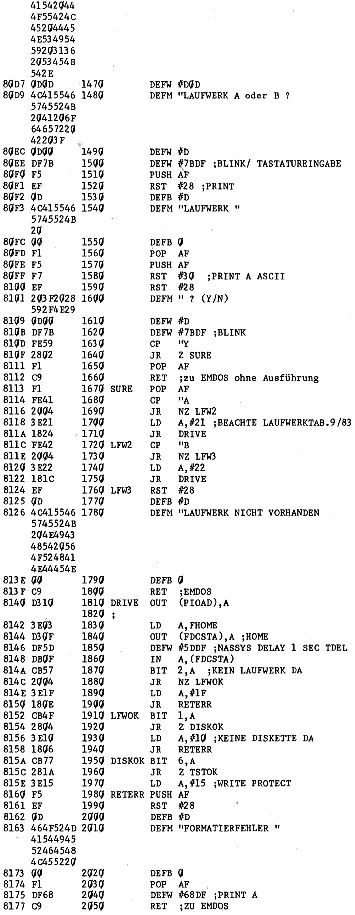 41542044
4F55424C
45204445
4E534954
59203136
2053454B
542E
80D7 0D0D 1470 DEFW #D0D
80D9 4C415546 1480 DEFM "LAUFWERK A oder B ?
5745524B
2041206F
64657220
42203F
80EC 0D00 1490 DEFW #D
80EE DF7B 1500 DEFW #7BDF ;BLINK/ TASTATUREINGABE
80F0 F5 1510 PUSH AF
80F1 EF 1520 RST #28 ;PRINT
80F2 0D 1530 DEFB #D
80F3 4C415546 1540 DEFM "LAUFWERK "
5745524B
20
80FC 00 1550 DEFB 0
80FD F1 1560 POP AF
80FE F5 1570 PUSH AF
80FF F7 1580 RST #30 ;PRINT A ASCII
8100 EF 1590 RST #28
8101 203F2028 1600 DEFM " ? (Y/N)
592F4E29
8109 0D00 1610 DEFW #D
810B DF7B 1620 DEFW #7BDF ;BLINK
810D FE59 1630 CP "Y
810F 2802 1640 JR Z SURE
8111 F1 1650 POP AF
8112 C9 1660 RET ;zu EMDOS ohne Ausführung
8113 F1 1670 SURE POP AF
8114 FE41 1680 CP "A
8116 2004 1690 JR NZ LFW2
8118 3E21 1700 LD A,#21 ;BEACHTE LAUFWERKTAB.9/83
811A 1824 1710 JR DRIVE
811C FE42 1720 LFW2 CP "B
811E 2004 1730 JR NZ LFW3
8120 3E22 1740 LD A,#22
8122 181C 1750 JR DRIVE
8124 EF 1760 LFW3 RST #28
8125 0D 1770 DEFB #D
8126 4C415546 1780 DEFM "LAUFWERK NICHT VORHANDEN
5745524B
204E4943
48542056
4F524841
4E44454E
813E 00 1790 DEFB 0
813F C9 1800 RET ;EMDOS
8140 D310 1810 DRIVE OUT (PIOAD),A
1820 ;
8142 3E03 1830 LD A,FHOME
8144 D30F 1840 OUT (FDCSTA),A ;HOME
8146 DF5D 1850 DEFW #5DDF ;NASSYS DELAY 1 SEC TDEL
8148 DB0F 1860 IN A,(FDCSTA)
814A CB57 1870 BIT 2,A ;KEIN LAUFWERK DA
814C 2004 1880 JR NZ LFWOK
814E 3E1F 1890 LD A,#1F
8150 180E 1900 JR RETERR
8152 CB4F 1910 LFWOK BIT 1,A
8154 2804 1920 JR Z DISKOK
8156 3E10 1930 LD A,#10 ;KEINE DISKETTE DA
8158 1806 1940 JR RETERR
815A CB77 1950 DISKOK BIT 6,A
815C 281A 1960 JR Z TSTOK
815E 3E15 1970 LD A,#15 ;WRITE PROTECT
8160 F5 1980 RETERR PUSH AF
8161 EF 1990 RST #28
8162 0D 2000 DEFB #D
8163 464F524D 2010 DEFM "FORMATIERFEHLER "
41544945
52464548
4C455220
8173 00 2020 DEFB 0
8174 F1 2030 POP AF
8175 DF68 2040 DEFW #68DF ;PRINT A
8177 C9 2050 RET ;ZU EMDOS